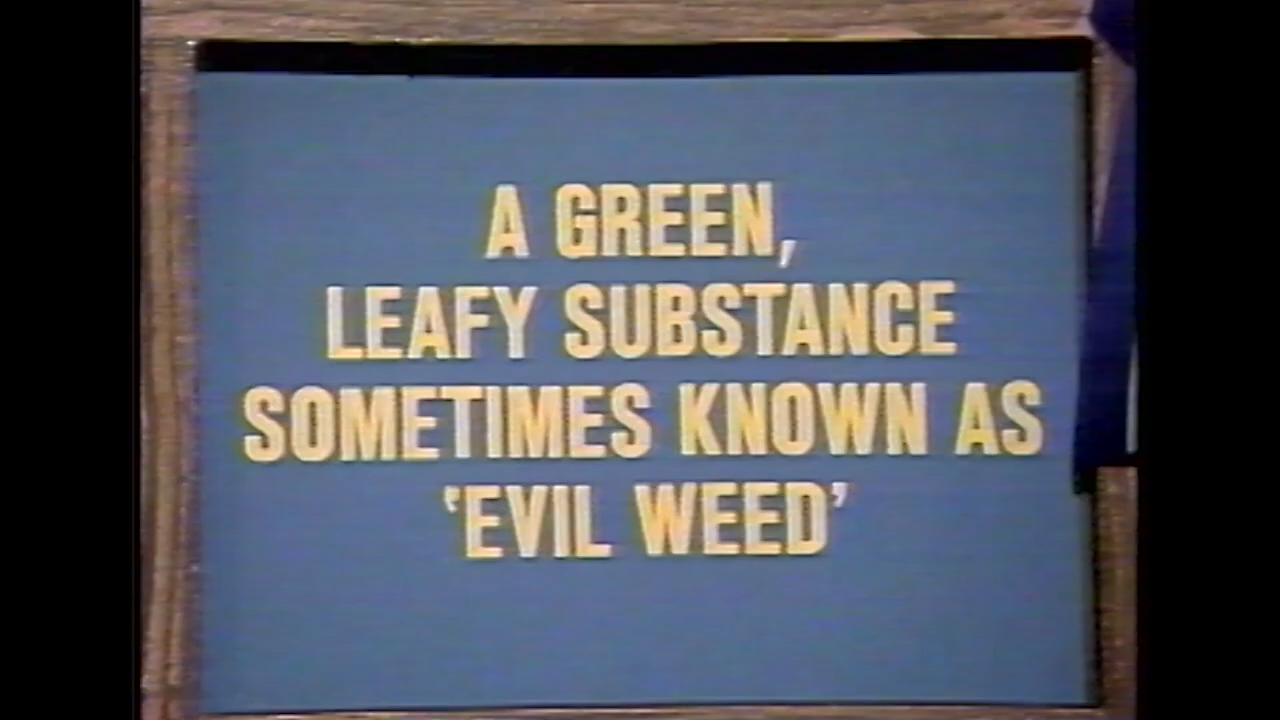 A GREEN,
LEAFY SUBSTANCE
SOMETIMES KNOWN AS
‘EVIL WEED’